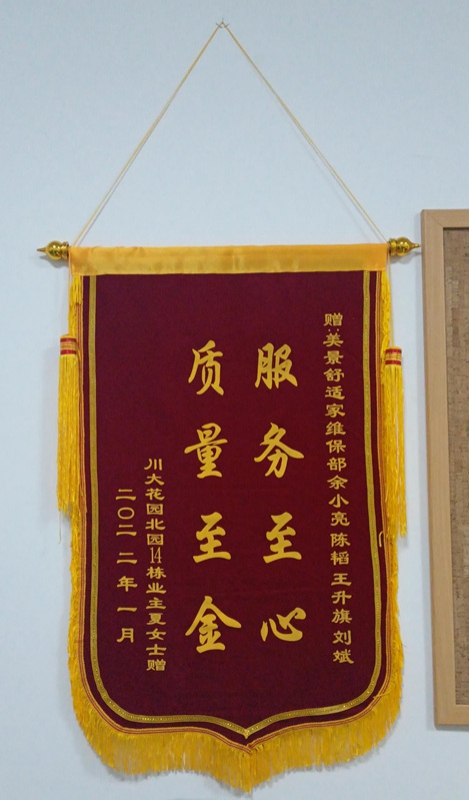 赠:美景舒适家维保部余小亮 陈韬 王升旗 刘斌
服务至心
质量至金
川大花园北园14栋业主夏女士赠
二〇二二年一月